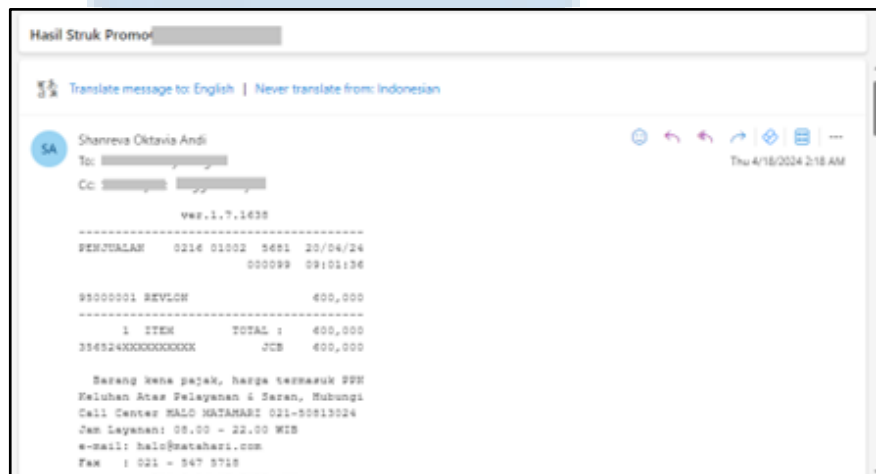 Hasil Struk Promo
Translate message to: English | Never translate from: Indonesian
SA
Shanreva Oktavia Andi
To:
Cc:
Thu 4/18/2024 2:18 AM
ver.1.7.1638
PENJUALAN 0216 01002 5681 20/04/24
000099 09:01:36
95000001 REVLON 600,000
1 ITEM TOTAL : 600,000
356524XXXXXXXXXX JCB 600,000
Barang kena pajak, harga termasuk PPN
Keluhan Atas Pelayanan & Saran, Hubungi
Call Center HALO MATAHARI 021-50813024
Jam Layanan: 08.00 - 22.00 WIB
e-mail: halo@matahari.com
Fax : 021 - 547 5718